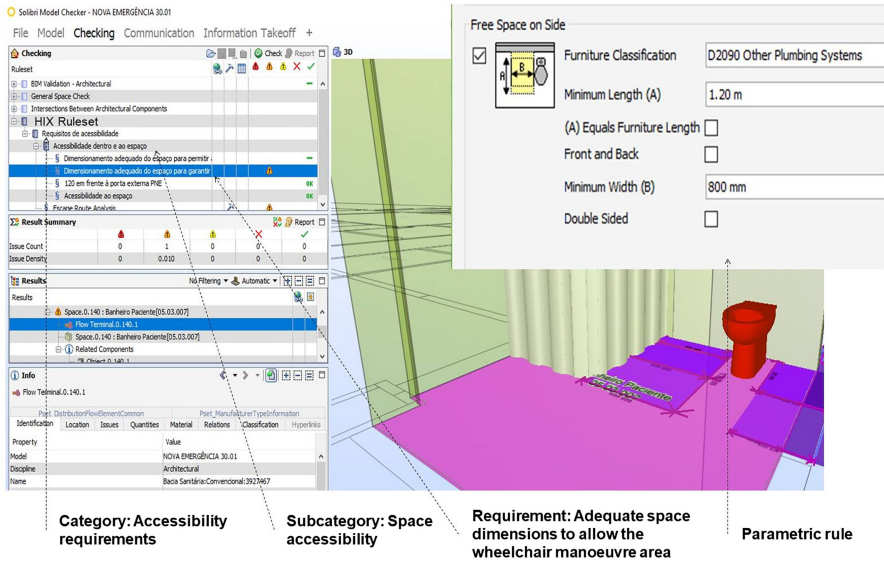 Solibri Model Checker - NOVA EMERGÊNCIA 30.01
File Model Checking Communication Information Takeoff +
Checking Check Report
Ruleset
BIM Validation - Architectural
General Space Check
Intersections Between Architectural Components
HIX Ruleset
Requisitos de acessibilidade
Acessibilidade dentro e ao espaço
§ Dimensionamento adequado do espaço para permitir
§ Dimensionamento adequado do espaço para garantir
§ 120 em frente à porta externa PNE OK
§ Acessibilidade ao espaço OK
§ Escape Route Analysis
Result Summary Report
Issue Count 0 1 0 0 0
Issue Density 0 0.010 0 0 0
Results No Filtering Automatic
Results
Space.0.140 : Banheiro Paciente[05.03.007]
Flow Terminal.0.140.1
Space.0.140 : Banheiro Paciente[05.03.007]
Related Components
Object.0.140.1
Info
Flow Terminal.0.140.1
Pset_DistributionFlowElementCommon Pset_ManufacturerTypeInformation
Identification Location Issues Quantities Material Relations Classification Hyperlinks
Property Value
Model NOVA EMERGÊNCIA 30.01
Discipline Architectural
Name Bacia Sanitária:Convencional:3927467
3D
Paciente
Free Space on Side
A B
Furniture Classification D2090 Other Plumbing Systems
Minimum Length (A) 1.20 m
(A) Equals Furniture Length
Front and Back
Minimum Width (B) 800 mm
Double Sided
Category: Accessibility
requirements
Subcategory: Space
accessibility
Requirement: Adequate space
dimensions to allow the
wheelchair manoeuvre area
Parametric rule